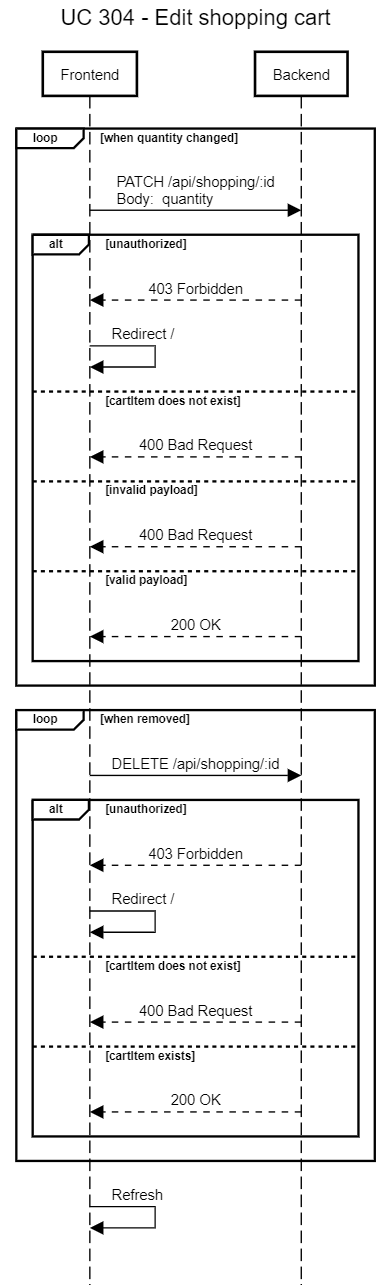 UC 304 - Edit shopping cart
Frontend
Backend
loop
[when quantity changed]
PATCH /api/shopping/:id
Body: quantity
alt
[unauthorized]
403 Forbidden
Redirect /
[cartItem does not exist]
400 Bad Request
[invalid payload]
400 Bad Request
[valid payload]
200 OK
loop
[when removed]
DELETE /api/shopping/:id
alt
[unauthorized]
403 Forbidden
Redirect /
[cartItem does not exist]
400 Bad Request
[cartItem exists]
200 OK
Refresh